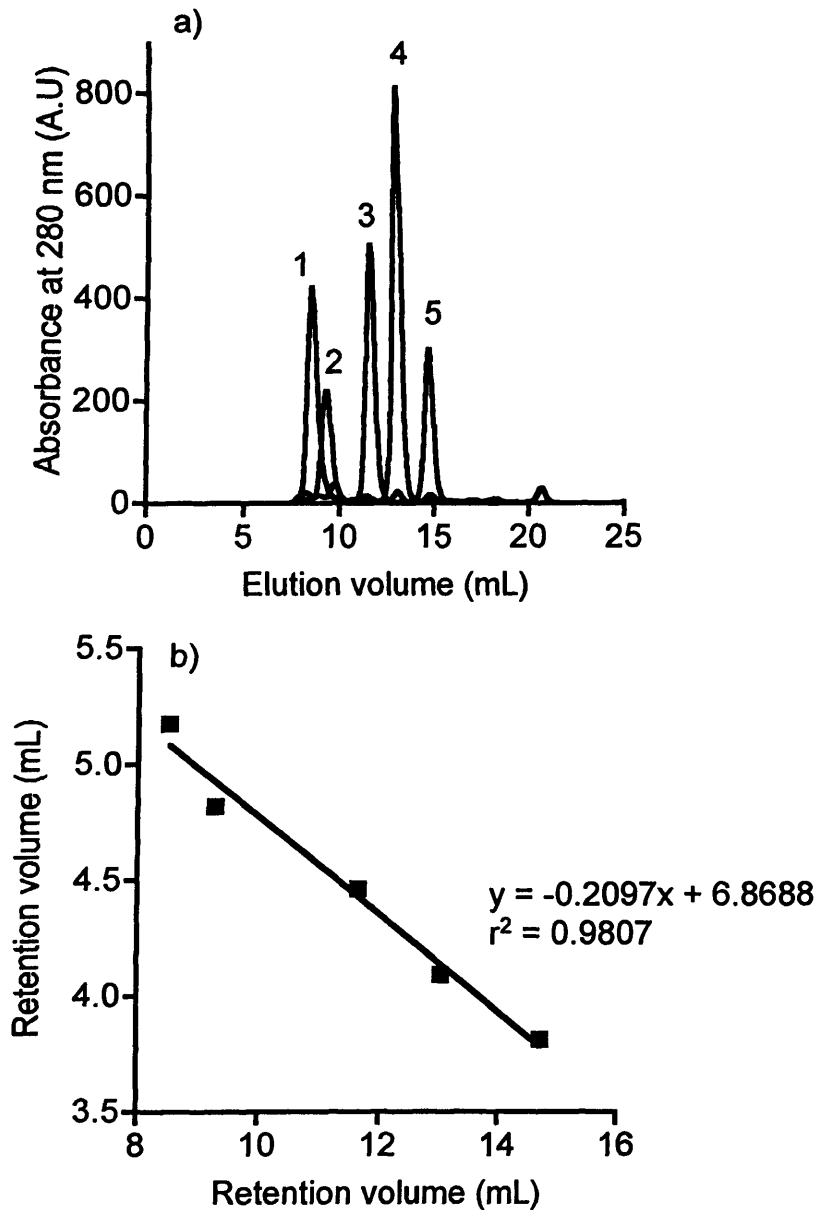 a)
4
3
1
5
2
Absorbance at 280 nm (A.U)
800
600
400
200
0
0 5 10 15 20 25
Elution volume (mL)
b)
Retention volume (mL)
5.5
5.0
4.5
4.0
3.5
y = -0.2097x + 6.8688
r² = 0.9807
8 10 12 14 16
Retention volume (mL)